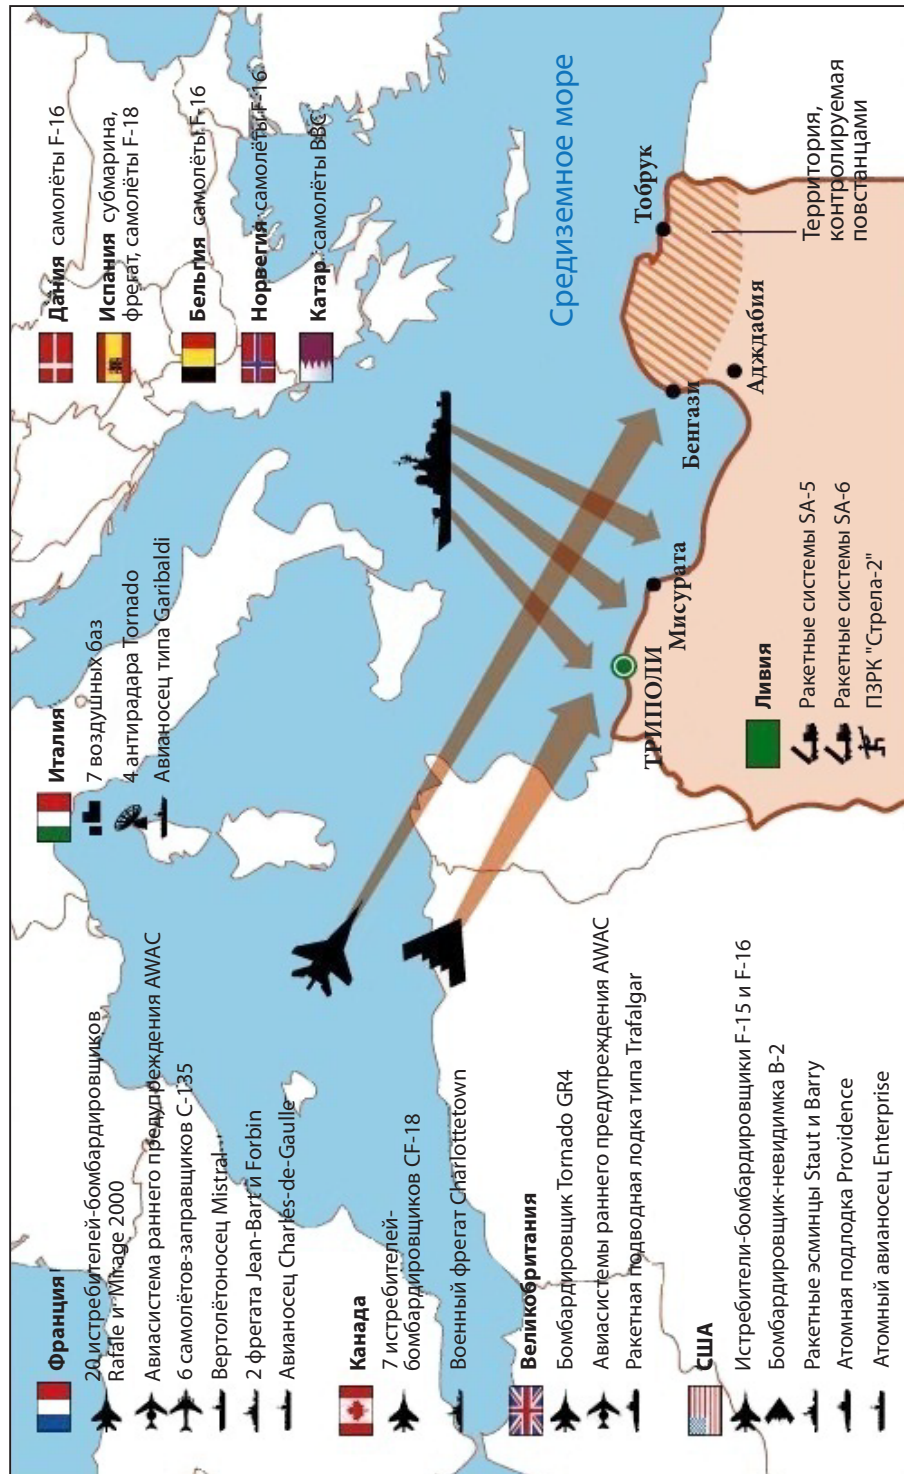 Франция
20 истребителей-бомбардировщиков
Rafale и Mirage 2000
Авиасистема раннего предупреждения AWAC
6 самолётов-заправщиков С-135
Вертолётоносец Mistral
2 фрегата Jean-Bart и Forbin
Авианосец Charles-de-Gaulle
Канада
7 истребителей-
бомбардировщиков CF-18
Военный фрегат Charlottetown
Великобритания
Бомбардировщик Tornado GR4
Авиасистемы раннего предупреждения AWAC
Ракетная подводная лодка типа Trafalgar
США
Истребители-бомбардировщики F-15 и F-16
Бомбардировщик-невидимка В-2
Ракетные эсминцы Staut и Barry
Атомная подлодка Providence
Атомный авианосец Enterprise
Италия
7 воздушных баз
4 антирадара Tornado
Авианосец типа Garibaldi
Дания самолёты F-16
Испания субмарина,
фрегат, самолёты F-18
Бельгия самолёты F-16
Норвегия самолёты F-16
Катар самолёты ВВС
Средиземное море
Тобрук
Бенгази
Адждабия
Мисурата
ТРИПОЛИ
Территория,
контролируемая
повстанцами
Ливия
Ракетные системы SA-5
Ракетные системы SA-6
ПЗРК "Стрела-2"